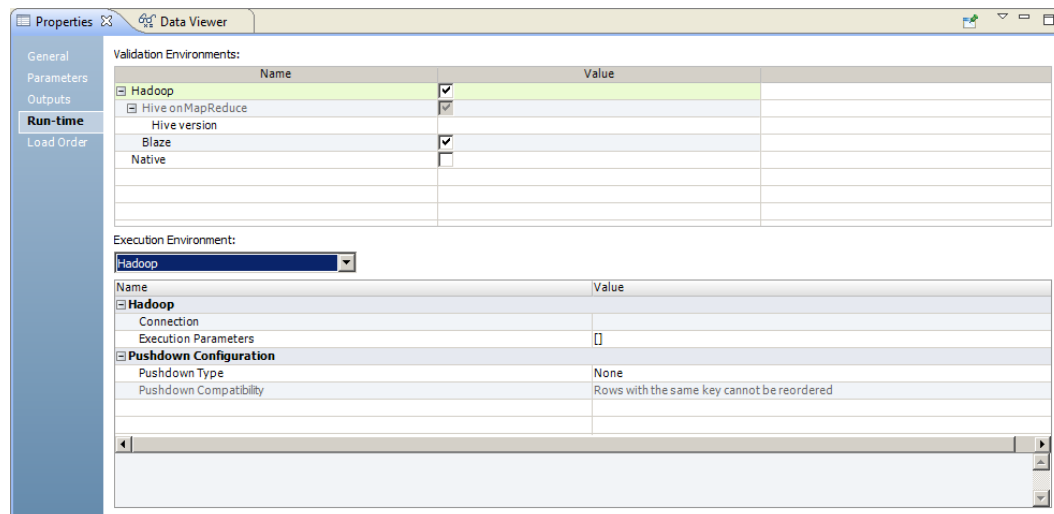 Properties Data Viewer
General
Parameters
Outputs
Run-time
Load Order
Validation Environments:
Name Value
Hadoop
Hive on MapReduce
Hive version
Blaze
Native
Execution Environment:
Hadoop
Name Value
Hadoop
Connection
Execution Parameters []
Pushdown Configuration
Pushdown Type None
Pushdown Compatibility Rows with the same key cannot be reordered